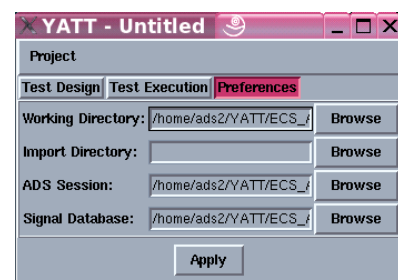 YATT - Untitled
Project
Test Design Test Execution Preferences
Working Directory: /home/ads2/YATT/ECS_ Browse
Import Directory: Browse
ADS Session: /home/ads2/YATT/ECS_ Browse
Signal Database: /home/ads2/YATT/ECS_ Browse
Apply